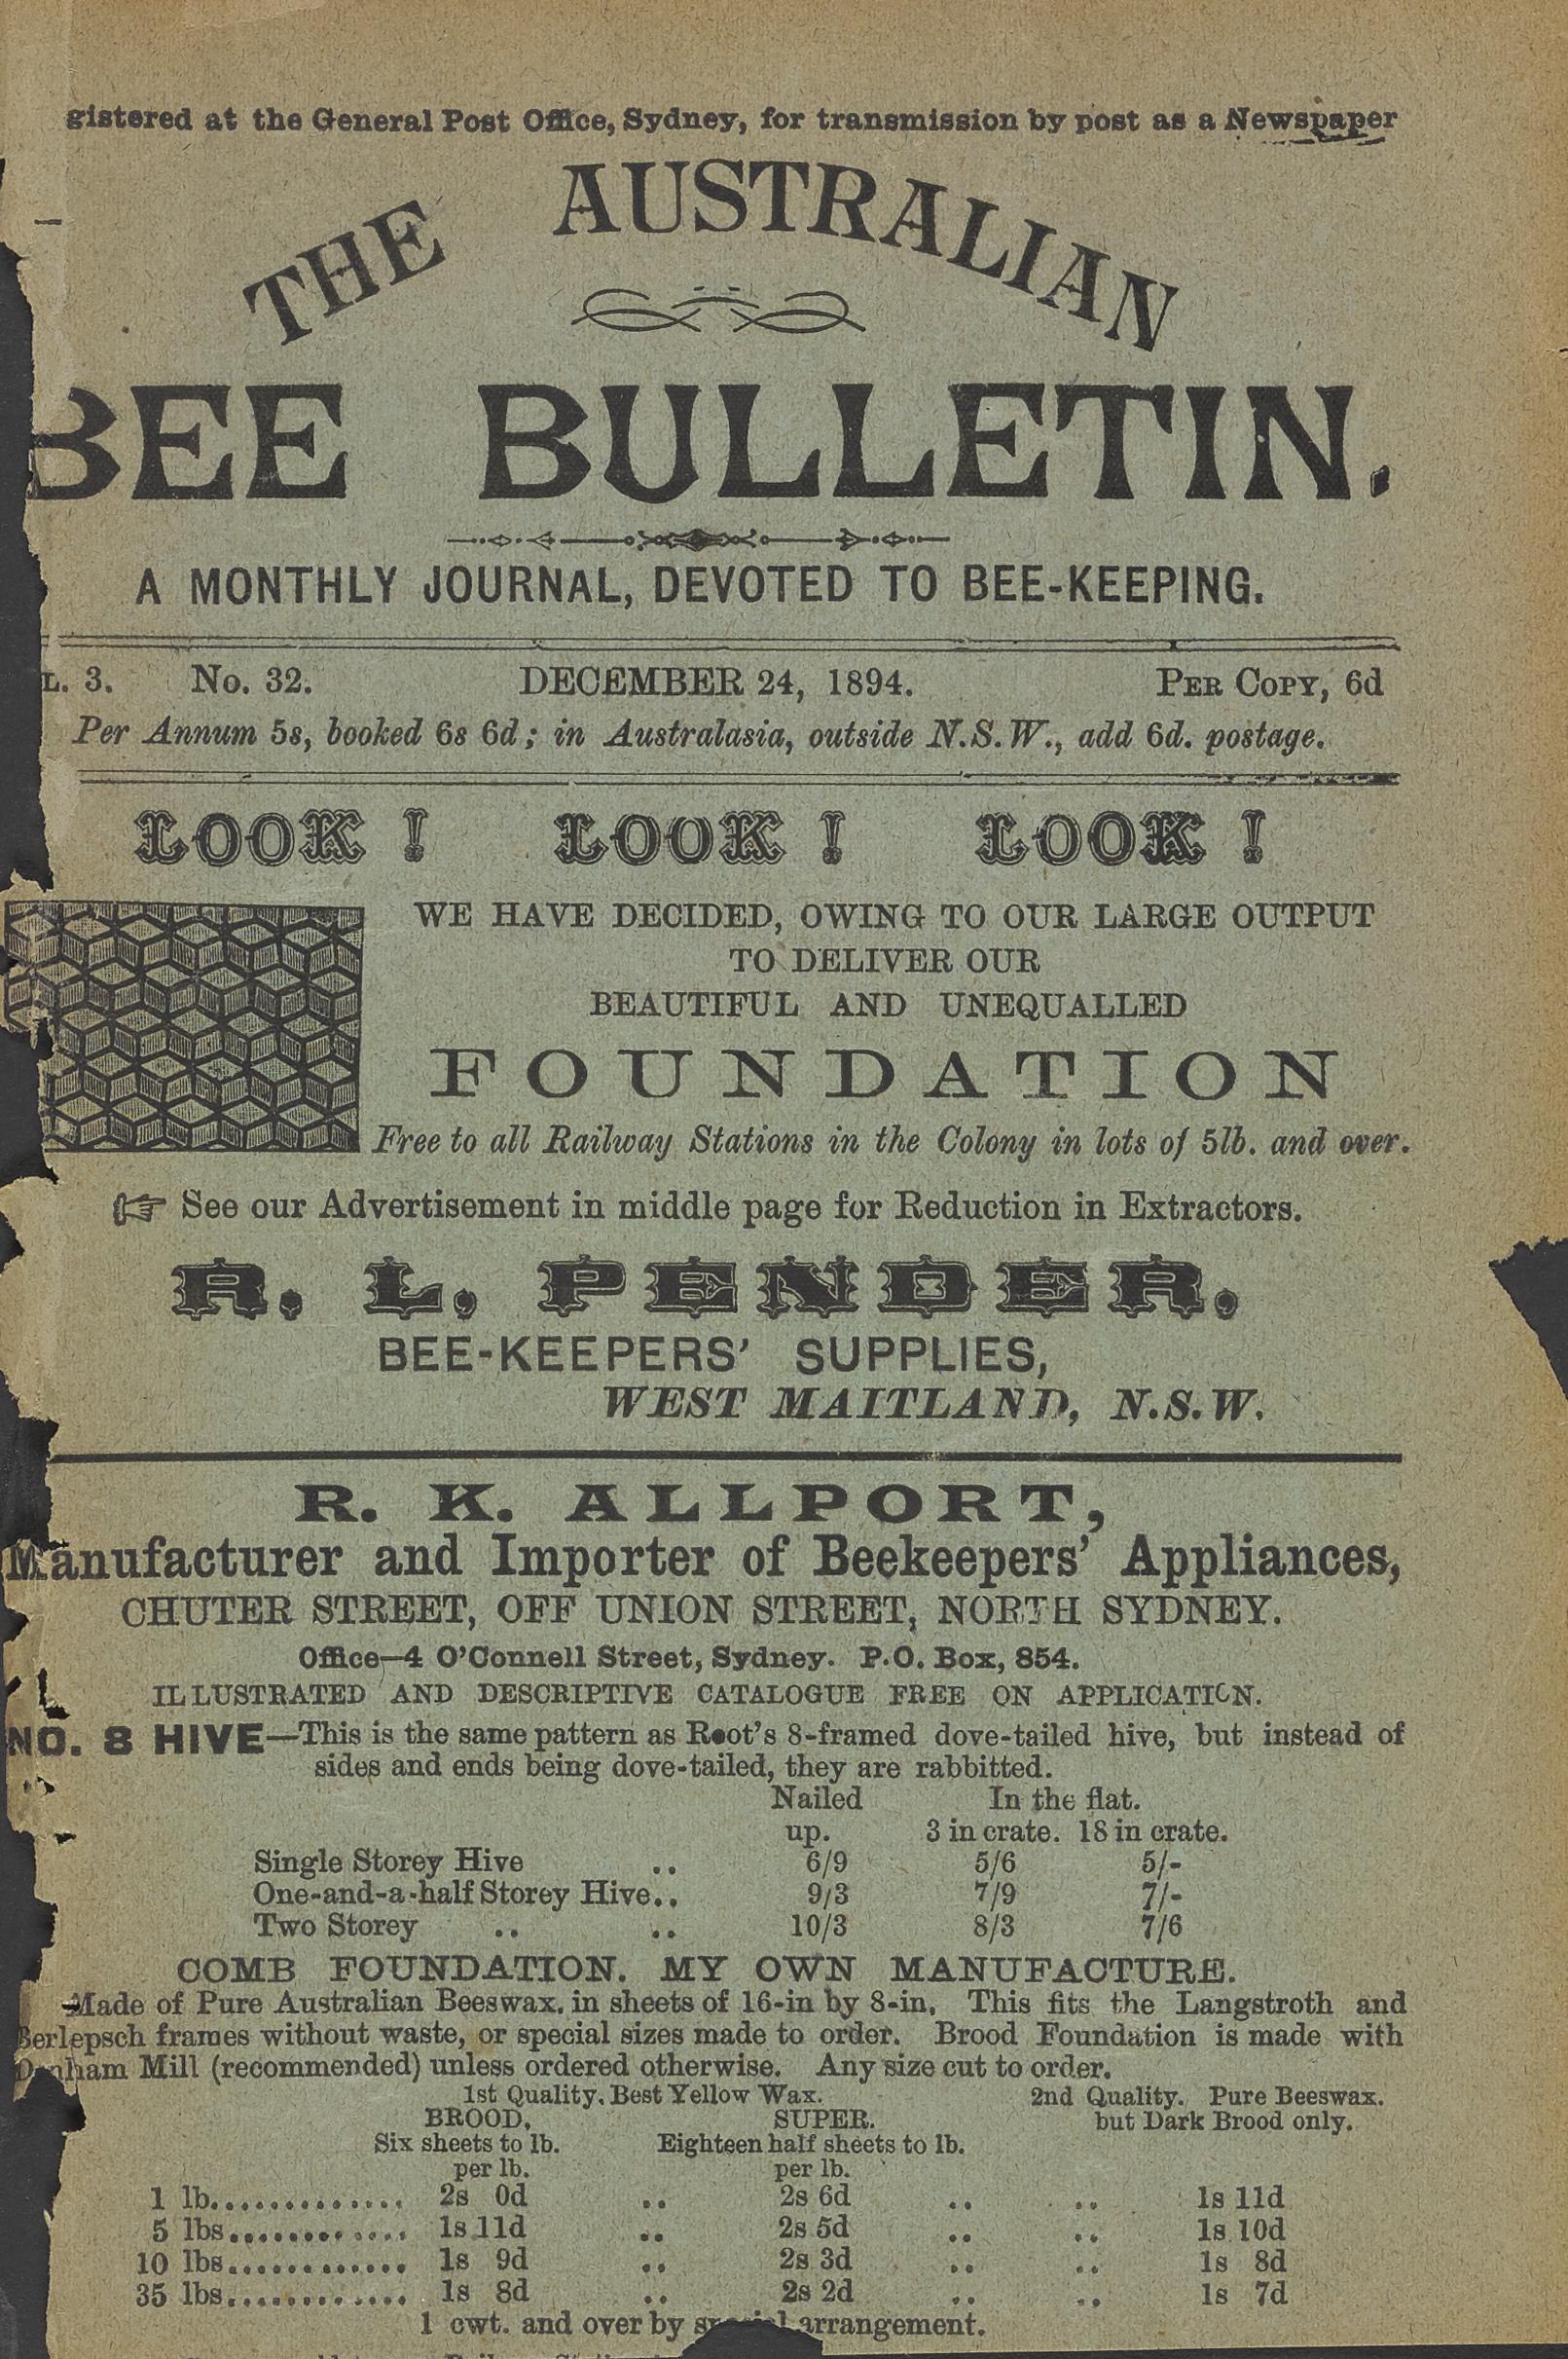 gistered at the General Post Office, Sydney, for transmission by post as a Newspaper
THE AUSTRALIAN
BEE BULLETIN.
A MONTHLY JOURNAL, DEVOTED TO BEE-KEEPING.
L. 3. No. 32. DECEMBER 24, 1894. PER COPY, 6d
Per Annum 5s, booked 6s 6d; in Australasia, outside N.S.W., add 6d. postage.
LOOK! LOOK! LOOK!
WE HAVE DECIDED, OWING TO OUR LARGE OUTPUT
TO DELIVER OUR
BEAUTIFUL AND UNEQUALLED
FOUNDATION
Free to all Railway Stations in the Colony in lots of 5lb. and over.
☞ See our Advertisement in middle page for Reduction in Extractors.
R. L. PENDER.
BEE-KEEPERS' SUPPLIES,
WEST MAITLAND, N.S.W.
R. K. ALLPORT,
Manufacturer and Importer of Beekeepers' Appliances,
CHUTER STREET, OFF UNION STREET, NORTH SYDNEY.
Office—4 O'Connell Street, Sydney. P.O. Box, 854.
ILLUSTRATED AND DESCRIPTIVE CATALOGUE FREE ON APPLICATION.
NO. 8 HIVE—This is the same pattern as Root's 8-framed dove-tailed hive, but instead of
sides and ends being dove-tailed, they are rabbitted.
Nailed In the flat.
up. 3 in crate. 18 in crate.
Single Storey Hive .. 6/9 5/6 5/-
One-and-a-half Storey Hive.. 9/3 7/9 7/-
Two Storey .. .. 10/3 8/3 7/6
COMB FOUNDATION. MY OWN MANUFACTURE.
Made of Pure Australian Beeswax, in sheets of 16-in by 8-in. This fits the Langstroth and
Berlepsch frames without waste, or special sizes made to order. Brood Foundation is made with
Dunham Mill (recommended) unless ordered otherwise. Any size cut to order.
1st Quality. Best Yellow Wax. 2nd Quality. Pure Beeswax.
BROOD. SUPER. but Dark Brood only.
Six sheets to lb. Eighteen half sheets to lb.
per lb. per lb.
1 lb.............. 2s 0d .. 2s 6d .. .. 1s 11d
5 lbs............. 1s 11d .. 2s 5d .. .. 1s 10d
10 lbs............ 1s 9d .. 2s 3d .. .. 1s 8d
35 lbs............ 1s 8d .. 2s 2d .. .. 1s 7d
1 cwt. and over by special arrangement.